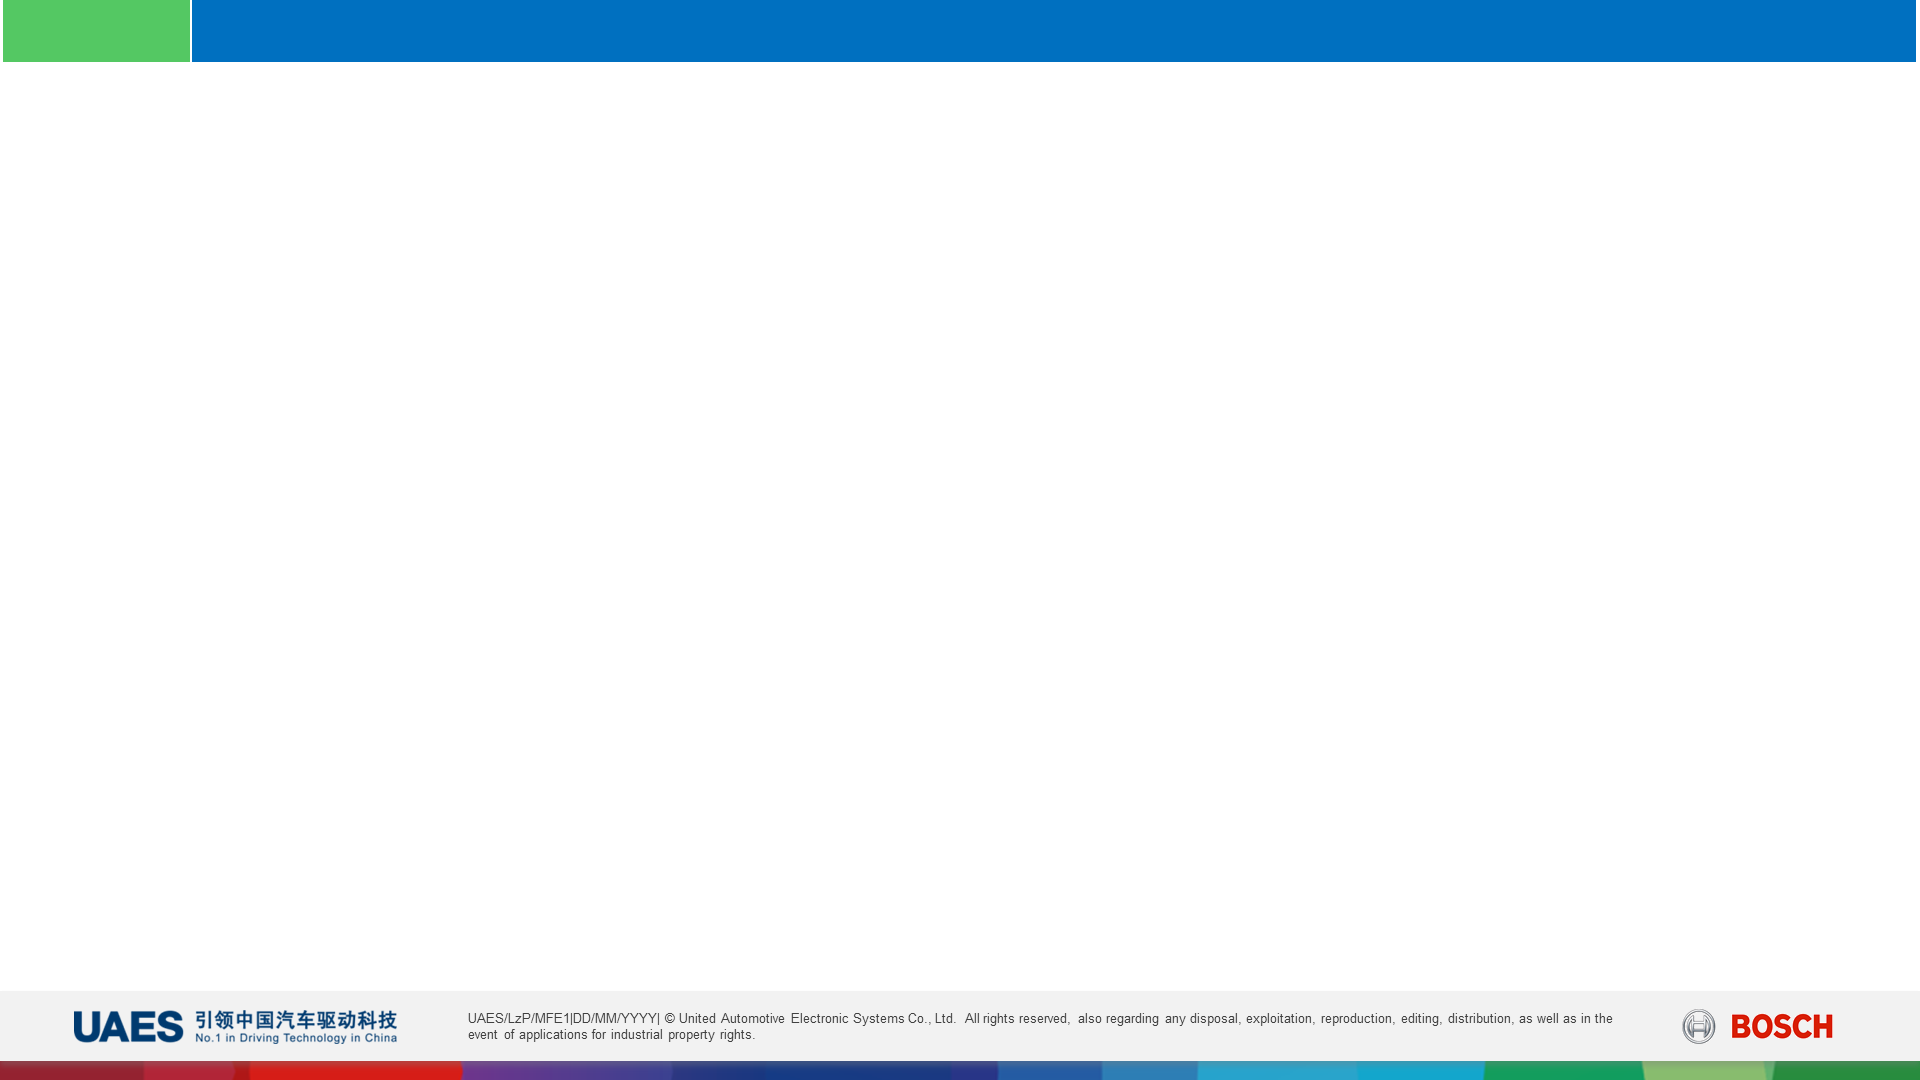 UAES 引领中国汽车驱动科技
No.1 in Driving Technology in China
UAES/LzP/MFE1|DD/MM/YYYY| © United Automotive Electronic Systems Co., Ltd. All rights reserved, also regarding any disposal, exploitation, reproduction, editing, distribution, as well as in the
event of applications for industrial property rights.
BOSCH